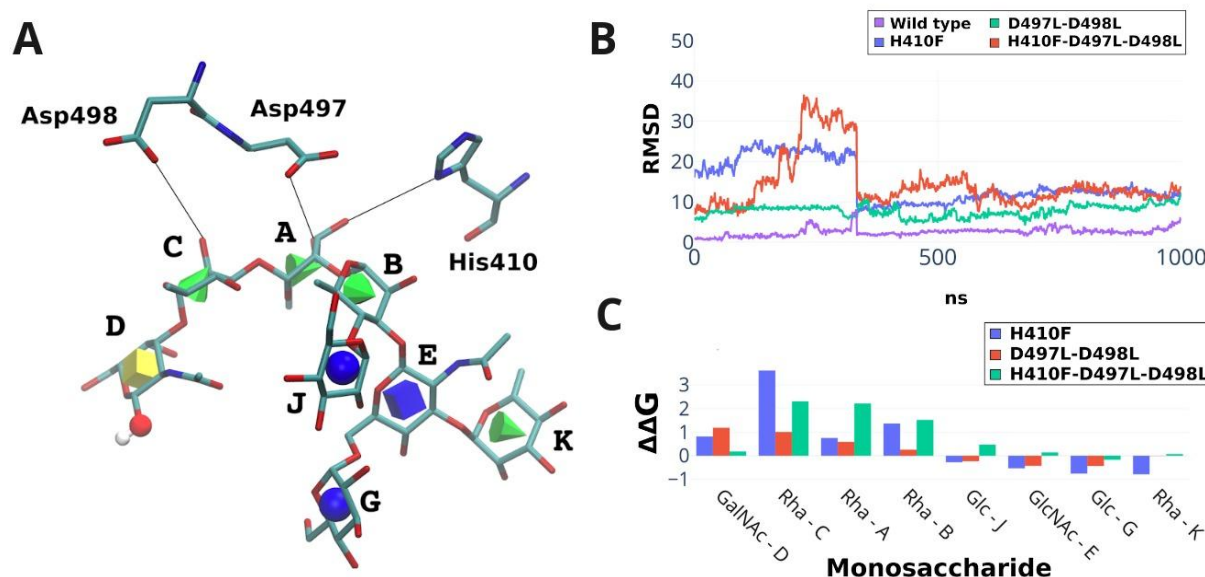 A
Asp498
Asp497
His410
C
A
B
D
E
J
K
G
B
Wild type
D497L-D498L
H410F
H410F-D497L-D498L
RMSD
50
40
30
20
10
0
0
500
1000
ns
C
H410F
D497L-D498L
H410F-D497L-D498L
ΔΔG
3
2
1
0
−1
GalNAc - D
Rha - C
Rha - A
Rha - B
Glc - J
GlcNAc - E
Glc - G
Rha - K
Monosaccharide